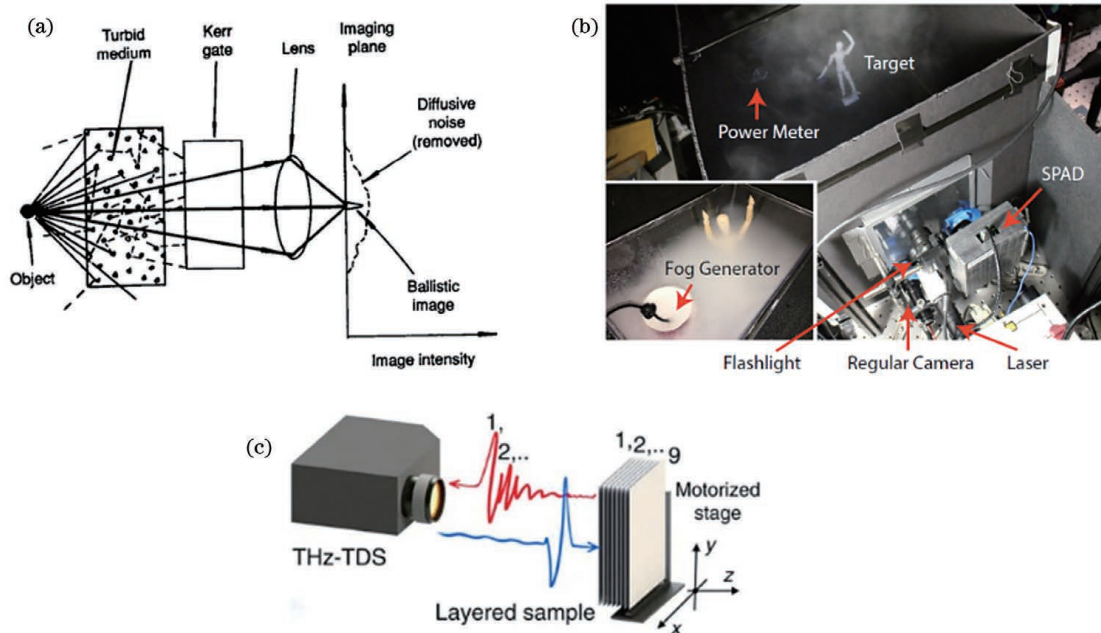 (a)
Turbid
medium
Kerr
gate
Lens
Imaging
plane
Diffusive
noise
(removed)
Object
Ballistic
image
Image intensity
(b)
Target
Power Meter
SPAD
Fog Generator
Flashlight
Regular Camera
Laser
(c)
1,
2,..
1,2,..9
Motorized
stage
THz-TDS
Layered sample
y
z
x